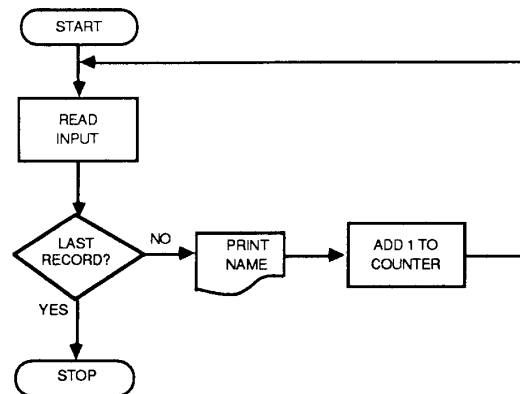 START
READ
INPUT
LAST
RECORD?
NO
PRINT
NAME
ADD 1 TO
COUNTER
YES
STOP